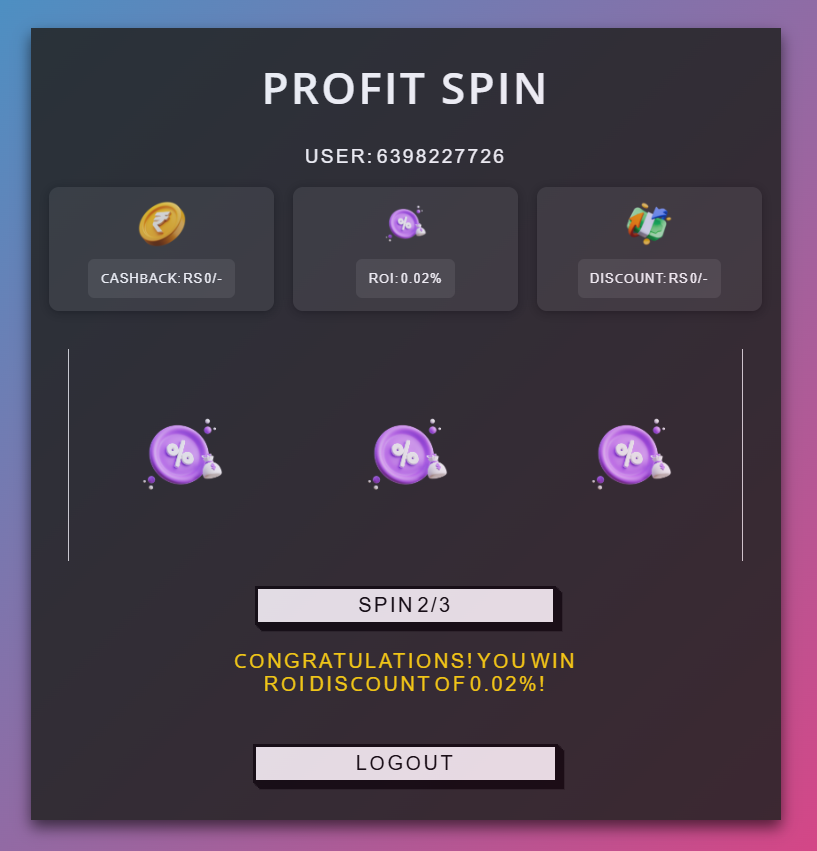 PROFIT SPIN
USER: 6398227726
CASHBACK: RS 0/-
ROI: 0.02%
DISCOUNT: RS 0/-
SPIN 2/3
CONGRATULATIONS! YOU WIN
ROI DISCOUNT OF 0.02%!
LOGOUT